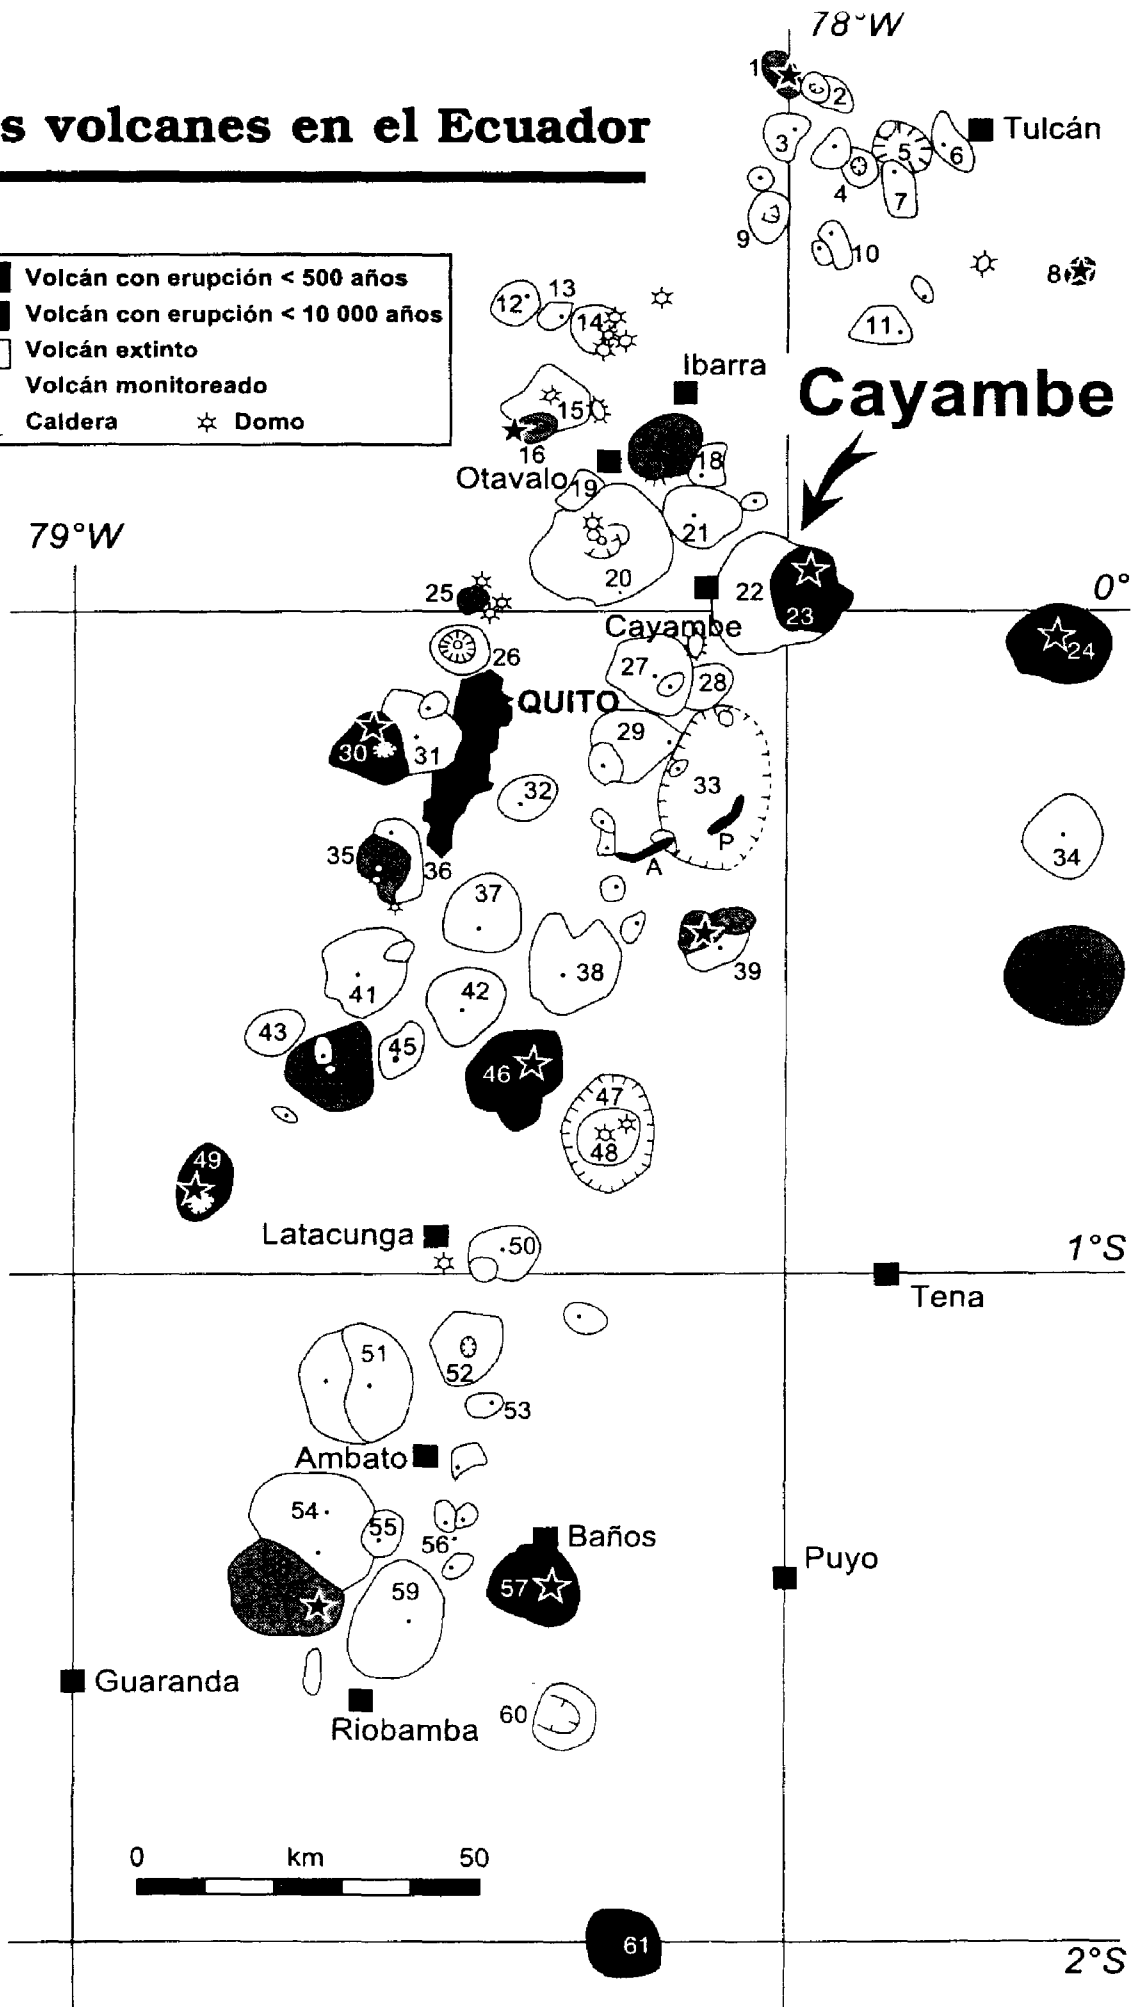 78°W
s volcanes en el Ecuador
1
2
Tulcán
3
5
6
4
7
9
10
8
Volcán con erupción < 500 años
Volcán con erupción < 10 000 años
Volcán extinto
Volcán monitoreado
Caldera Domo
12
13
14
11
Ibarra
Cayambe
15
16
18
Otavalo
19
21
79°W
20
22
23
0°
25
Cayambe
24
26
27
28
QUITO
29
30
31
32
33
P
34
35
36
A
37
38
39
41
42
43
45
46
47
48
49
Latacunga
50
1°S
Tena
51
52
53
Ambato
54
55
56
Baños
57
Puyo
59
Guaranda
60
Riobamba
0 km 50
61
2°S